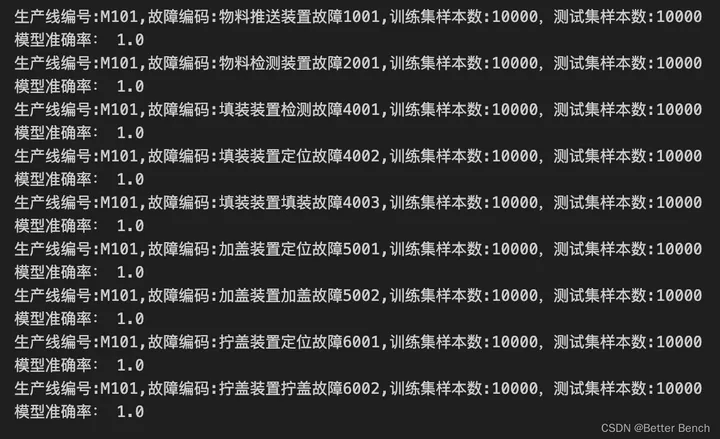 生产线编号:M101,故障编码:物料推送装置故障1001,训练集样本数:10000, 测试集样本数:10000
模型准确率: 1.0
生产线编号:M101,故障编码:物料检测装置故障2001,训练集样本数:10000, 测试集样本数:10000
模型准确率: 1.0
生产线编号:M101,故障编码:填装装置检测故障4001,训练集样本数:10000, 测试集样本数:10000
模型准确率: 1.0
生产线编号:M101,故障编码:填装装置定位故障4002,训练集样本数:10000, 测试集样本数:10000
模型准确率: 1.0
生产线编号:M101,故障编码:填装装置填装故障4003,训练集样本数:10000, 测试集样本数:10000
模型准确率: 1.0
生产线编号:M101,故障编码:加盖装置定位故障5001,训练集样本数:10000, 测试集样本数:10000
模型准确率: 1.0
生产线编号:M101,故障编码:加盖装置加盖故障5002,训练集样本数:10000, 测试集样本数:10000
模型准确率: 1.0
生产线编号:M101,故障编码:拧盖装置定位故障6001,训练集样本数:10000, 测试集样本数:10000
模型准确率: 1.0
生产线编号:M101,故障编码:拧盖装置拧盖故障6002,训练集样本数:10000, 测试集样本数:10000
模型准确率: 1.0
CSDN @Better Bench